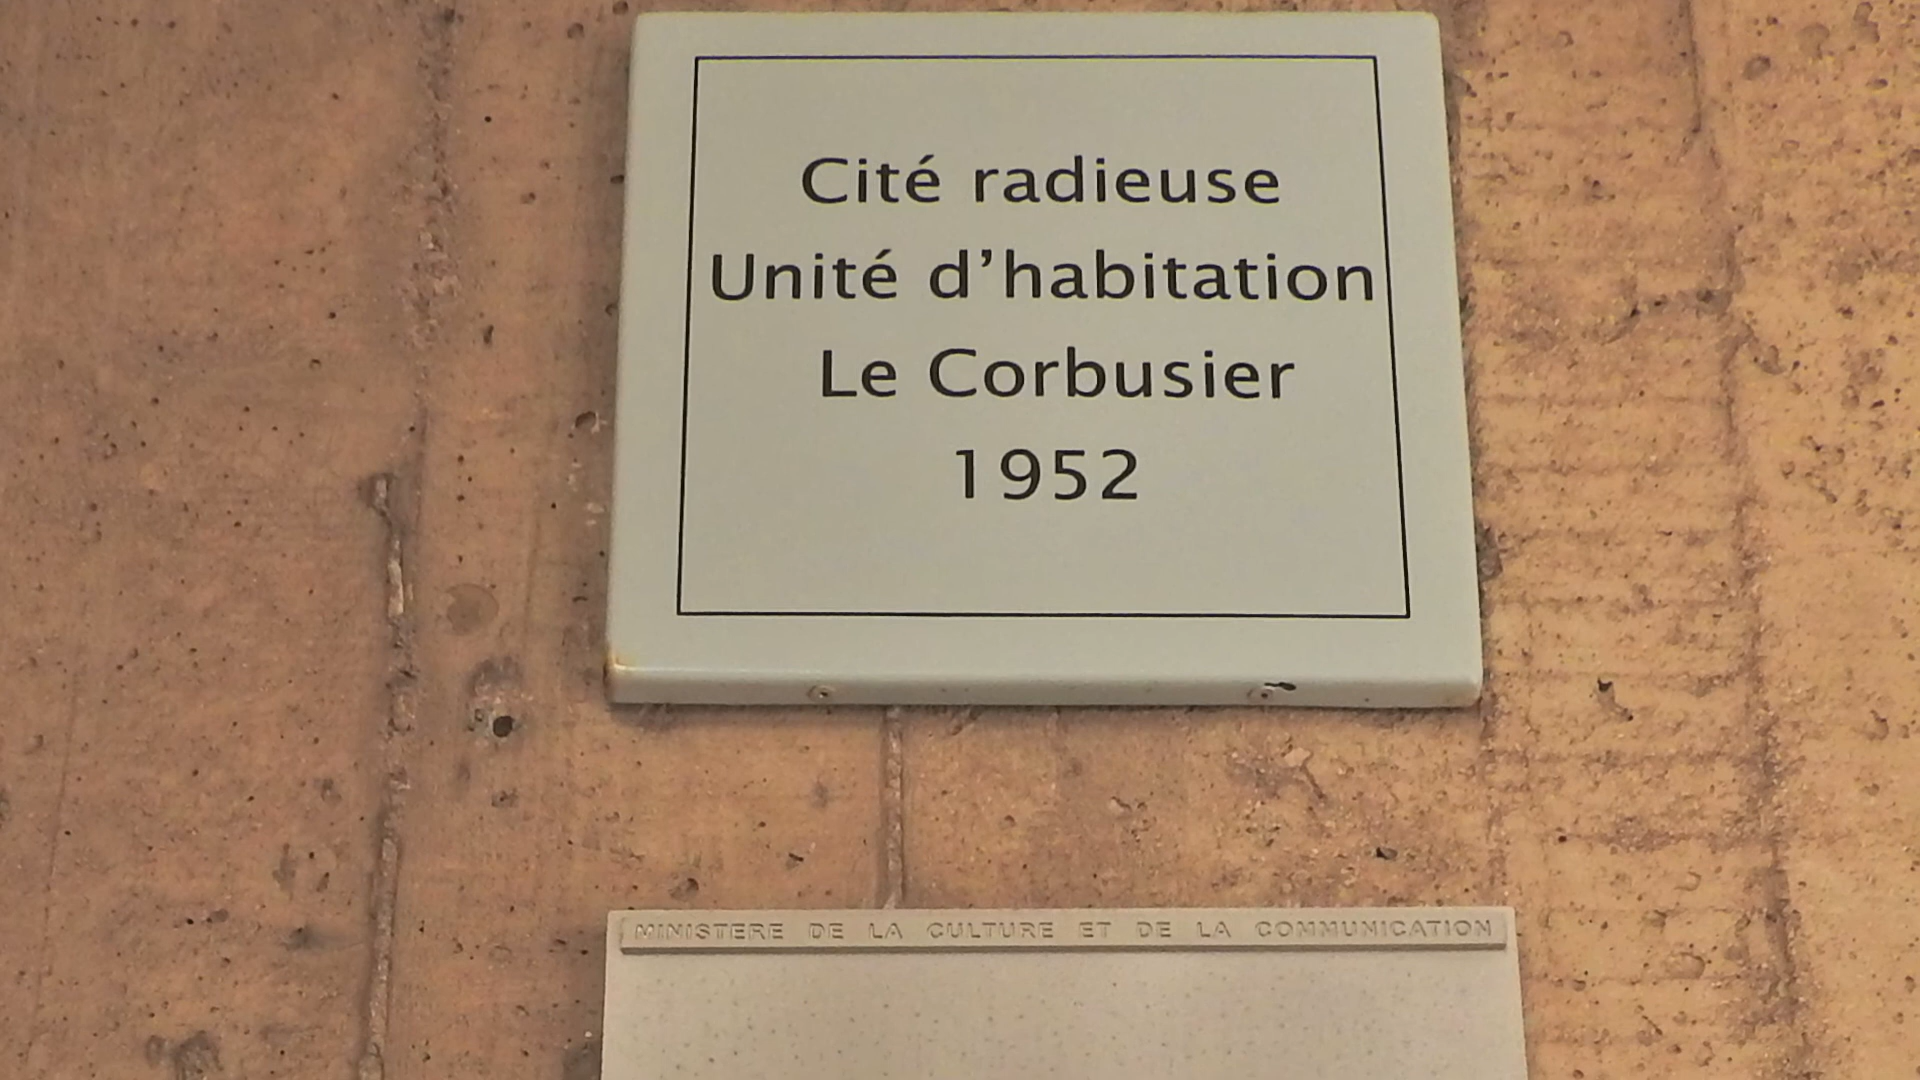 Cité radieuse
Unité d’habitation
Le Corbusier
1952
MINISTERE DE LA CULTURE ET DE LA COMMUNICATION